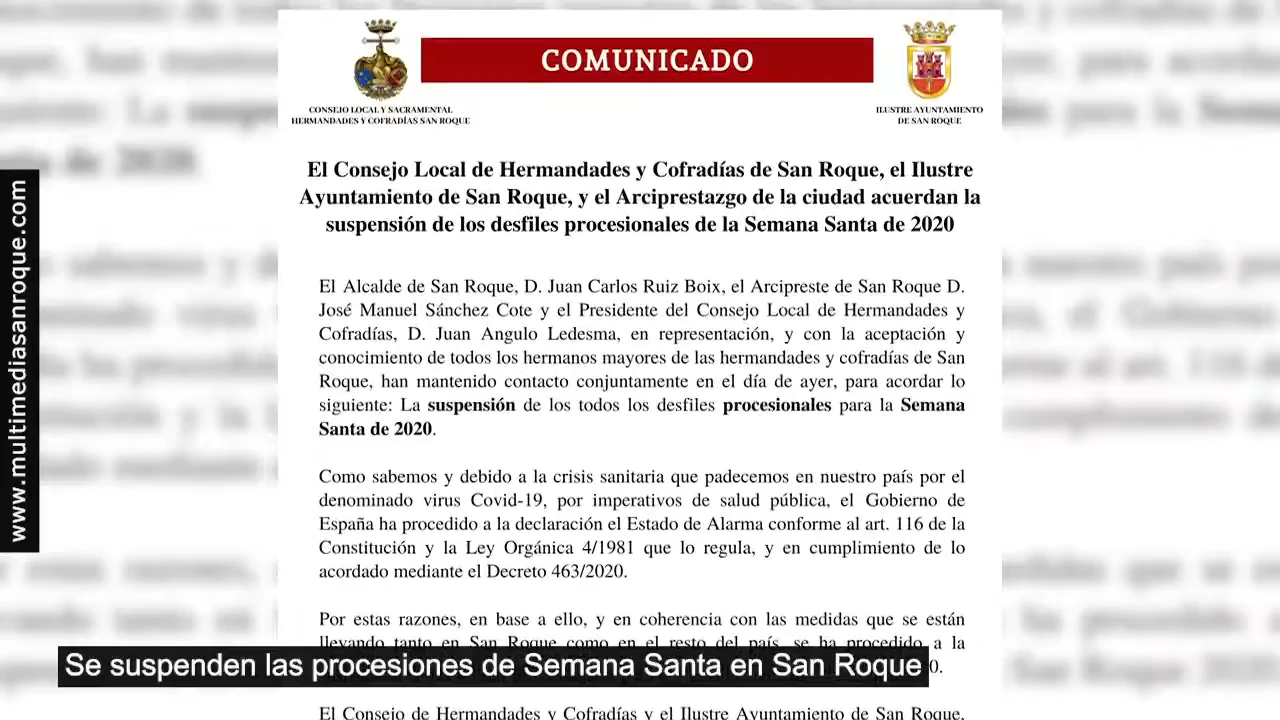 COMUNICADO
CONSEJO LOCAL Y SACRAMENTAL
HERMANDADES Y COFRADÍAS SAN ROQUE
ILUSTRE AYUNTAMIENTO
DE SAN ROQUE
El Consejo Local de Hermandades y Cofradías de San Roque, el Ilustre
Ayuntamiento de San Roque, y el Arciprestazgo de la ciudad acuerdan la
suspensión de los desfiles procesionales de la Semana Santa de 2020
El Alcalde de San Roque, D. Juan Carlos Ruiz Boix, el Arcipreste de San Roque D.
José Manuel Sánchez Cote y el Presidente del Consejo Local de Hermandades y
Cofradías, D. Juan Angulo Ledesma, en representación, y con la aceptación y
conocimiento de todos los hermanos mayores de las hermandades y cofradías de San
Roque, han mantenido contacto conjuntamente en el día de ayer, para acordar lo
siguiente: La suspensión de los todos los desfiles procesionales para la Semana
Santa de 2020.
Como sabemos y debido a la crisis sanitaria que padecemos en nuestro país por el
denominado virus Covid-19, por imperativos de salud pública, el Gobierno de
España ha procedido a la declaración el Estado de Alarma conforme al art. 116 de la
Constitución y la Ley Orgánica 4/1981 que lo regula, y en cumplimiento de lo
acordado mediante el Decreto 463/2020.
Por estas razones, en base a ello, y en coherencia con las medidas que se están
llevando tanto en San Roque como en el resto del país, se ha procedido a la
Se suspenden las procesiones de Semana Santa en San Roque
El Consejo de Hermandades y Cofradías y el Ilustre Ayuntamiento de San Roque,
www.multimediasanroque.com